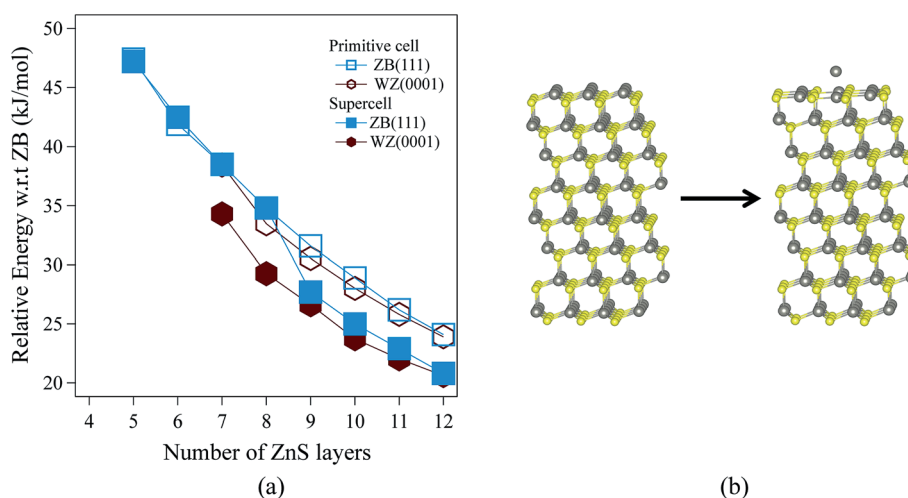 50
45
40
35
30
25
20
Relative Energy w.r.t ZB (kJ/mol)
Primitive cell
ZB(111)
WZ(0001)
Supercell
ZB(111)
WZ(0001)
4 5 6 7 8 9 10 11 12
Number of ZnS layers
(a)
(b)